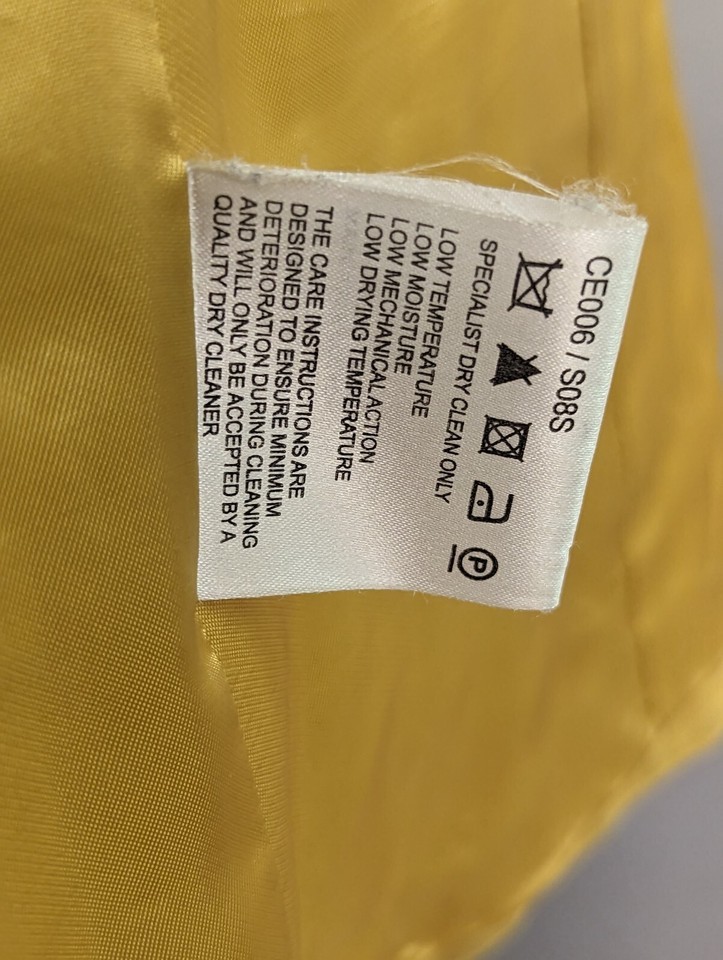 CE006 / S08S
P
SPECIALIST DRY CLEAN ONLY
LOW TEMPERATURE
LOW MOISTURE
LOW MECHANICAL ACTION
LOW DRYING TEMPERATURE
THE CARE INSTRUCTIONS ARE
DESIGNED TO ENSURE MINIMUM
DETERIORATION DURING CLEANING
AND WILL ONLY BE ACCEPTED BY A
QUALITY DRY CLEANER